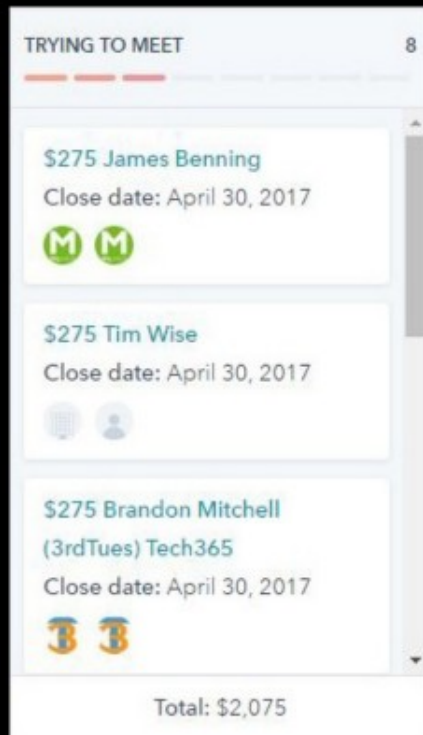 TRYING TO MEET 8
$275 James Benning
Close date: April 30, 2017
M M
$275 Tim Wise
Close date: April 30, 2017
$275 Brandon Mitchell
(3rdTues) Tech365
Close date: April 30, 2017
Total: $2,075